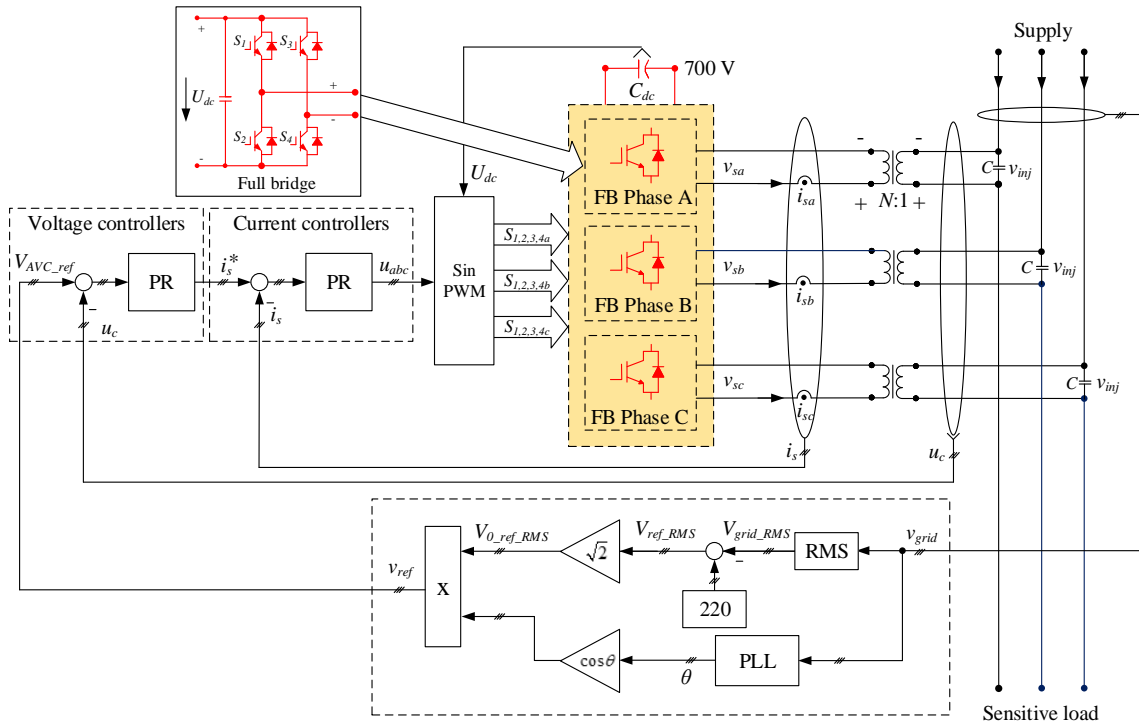 Supply
+
S1
S3
Udc
+
-
S2
S4
-
Full bridge
700 V
Cdc
Udc
FB Phase A
vsa
isa
-
-
+
N:1
+
C
vinj
Voltage controllers
Current controllers
VAVC_ref
PR
is*
PR
uabc
-
uc
-
is
Sin
PWM
S1,2,3,4a
S1,2,3,4b
S1,2,3,4c
FB Phase B
vsb
isb
C
vinj
FB Phase C
vsc
isc
C
vinj
is
uc
vref
x
V0_ref_RMS
√2
Vref_RMS
Vgrid_RMS
-
RMS
vgrid
220
cosθ
θ
PLL
Sensitive load